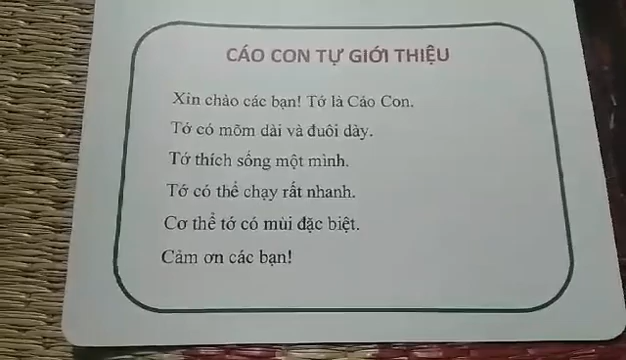 CÁO CON TỰ GIỚI THIỆU
Xin chào các bạn! Tớ là Cáo Con.
Tớ có mõm dài và đuôi dày.
Tớ thích sống một mình.
Tớ có thể chạy rất nhanh.
Cơ thể tớ có mùi đặc biệt.
Cảm ơn các bạn!